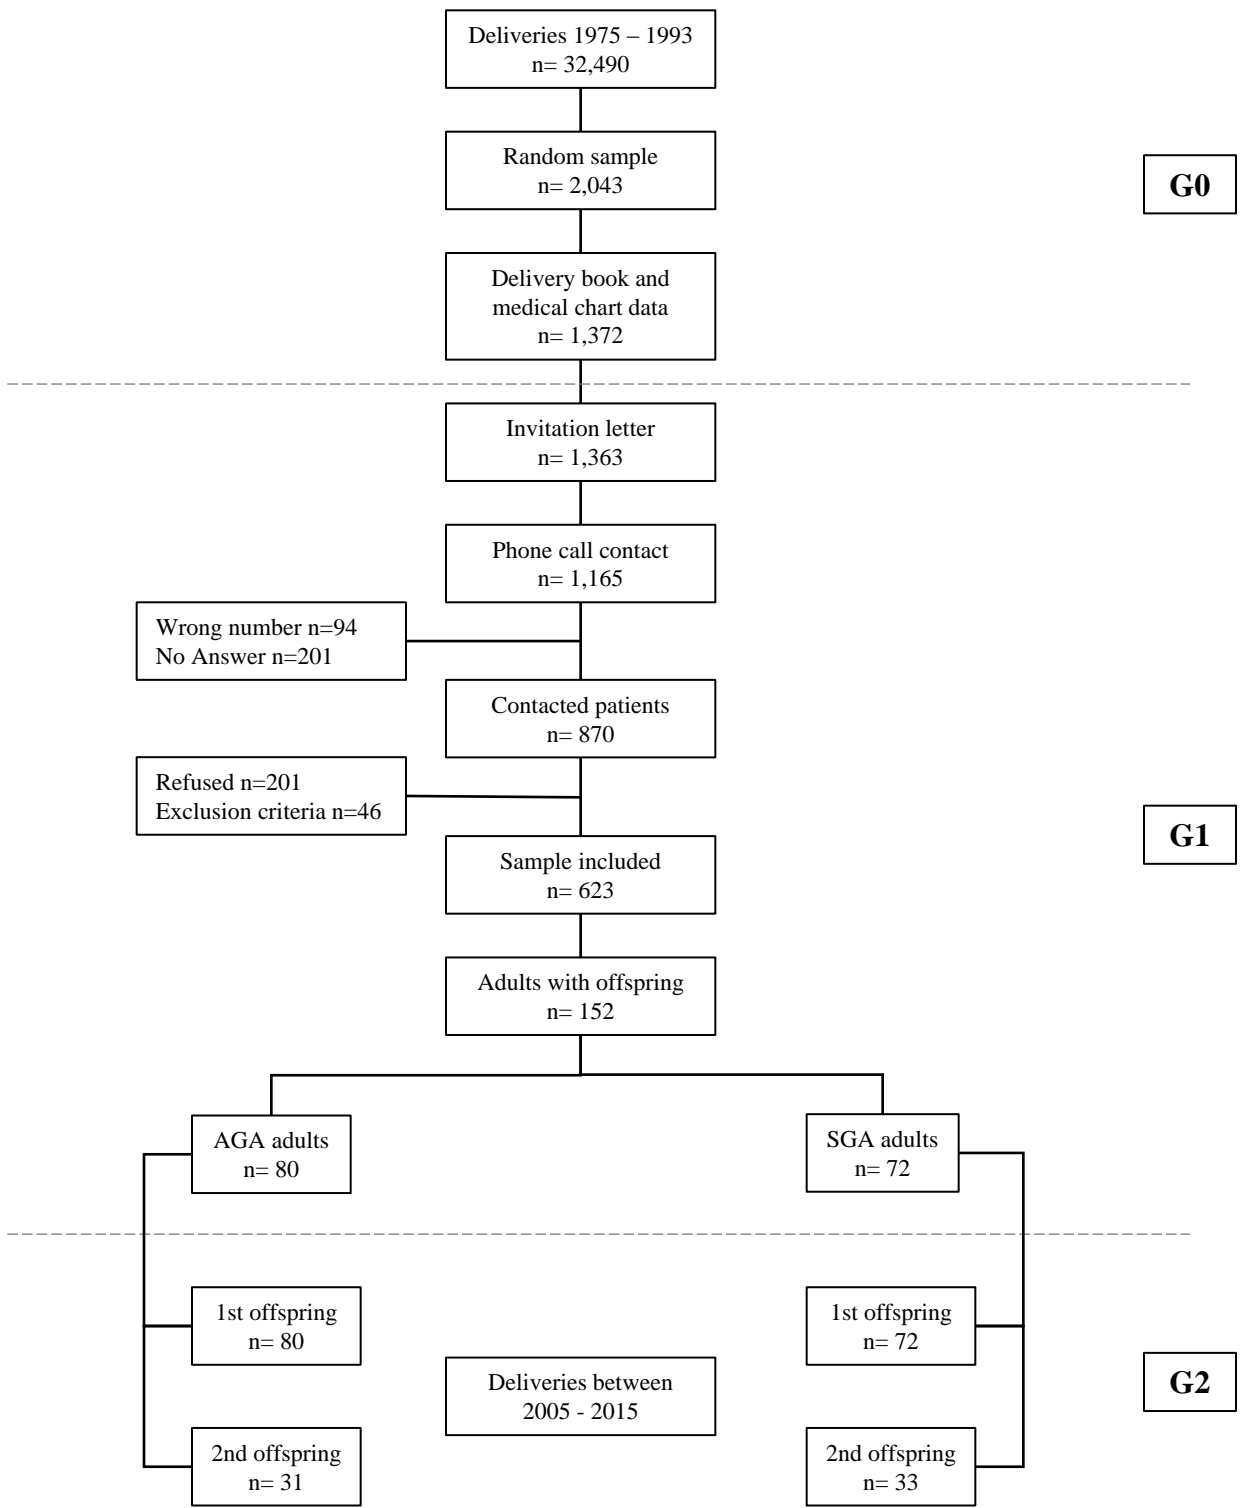 Deliveries 1975 – 1993
n= 32,490
Random sample
n= 2,043
G0
Delivery book and
medical chart data
n= 1,372
Invitation letter
n= 1,363
Phone call contact
n= 1,165
Wrong number n=94
No Answer n=201
Contacted patients
n= 870
Refused n=201
Exclusion criteria n=46
G1
Sample included
n= 623
Adults with offspring
n= 152
AGA adults
n= 80
SGA adults
n= 72
1st offspring
n= 80
1st offspring
n= 72
Deliveries between
2005 - 2015
G2
2nd offspring
n= 31
2nd offspring
n= 33